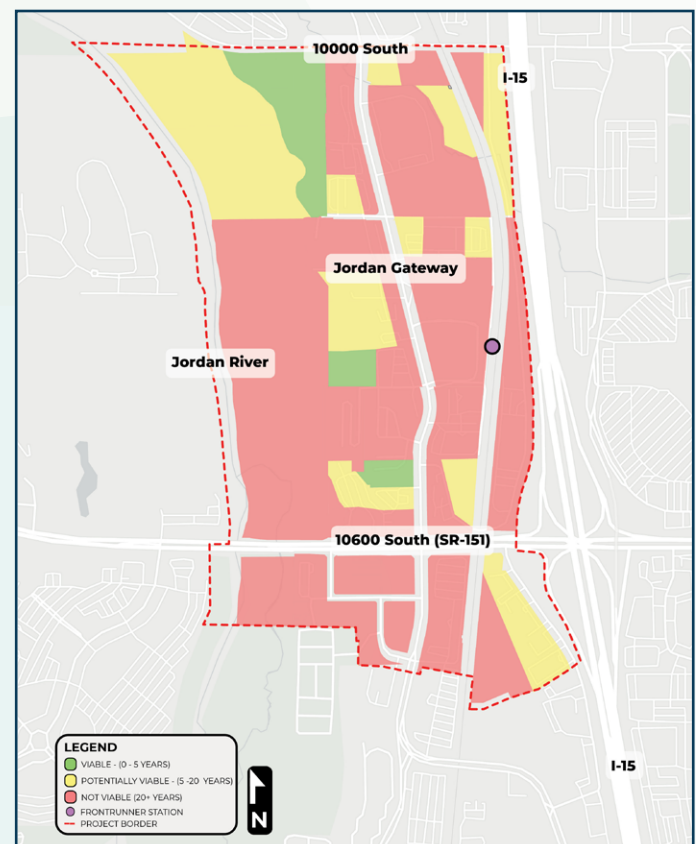 10000 South
I-15
Jordan Gateway
Jordan River
10600 South (SR-151)
I-15
LEGEND
VIABLE - (0 - 5 YEARS)
POTENTIALLY VIABLE - (5 -20 YEARS)
NOT VIABLE (20+ YEARS)
FRONTRUNNER STATION
PROJECT BORDER
N